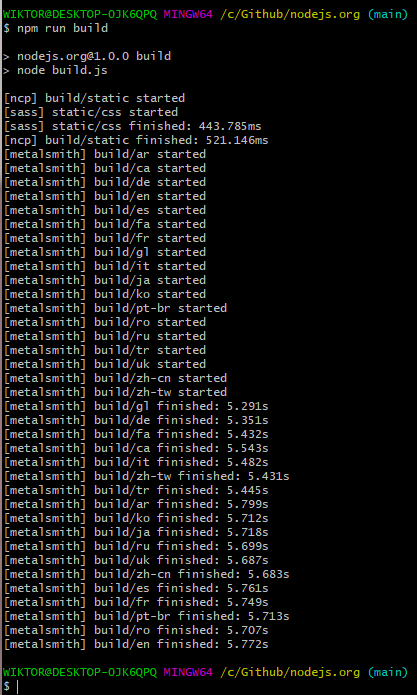 WIKTOR@DESKTOP-OJK6QPQ MINGW64 /c/Github/nodejs.org (main)
$ npm run build
> nodejs.org@1.0.0 build
> node build.js
[ncp] build/static started
[sass] static/css started
[sass] static/css finished: 443.785ms
[ncp] build/static finished: 521.146ms
[metalsmith] build/ar started
[metalsmith] build/ca started
[metalsmith] build/de started
[metalsmith] build/en started
[metalsmith] build/es started
[metalsmith] build/fa started
[metalsmith] build/fr started
[metalsmith] build/gl started
[metalsmith] build/it started
[metalsmith] build/ja started
[metalsmith] build/ko started
[metalsmith] build/pt-br started
[metalsmith] build/ro started
[metalsmith] build/ru started
[metalsmith] build/tr started
[metalsmith] build/uk started
[metalsmith] build/zh-cn started
[metalsmith] build/zh-tw started
[metalsmith] build/gl finished: 5.291s
[metalsmith] build/de finished: 5.351s
[metalsmith] build/fa finished: 5.432s
[metalsmith] build/ca finished: 5.543s
[metalsmith] build/it finished: 5.482s
[metalsmith] build/zh-tw finished: 5.431s
[metalsmith] build/tr finished: 5.445s
[metalsmith] build/ar finished: 5.799s
[metalsmith] build/ko finished: 5.712s
[metalsmith] build/ja finished: 5.718s
[metalsmith] build/ru finished: 5.699s
[metalsmith] build/uk finished: 5.687s
[metalsmith] build/zh-cn finished: 5.683s
[metalsmith] build/es finished: 5.761s
[metalsmith] build/fr finished: 5.749s
[metalsmith] build/pt-br finished: 5.713s
[metalsmith] build/ro finished: 5.707s
[metalsmith] build/en finished: 5.772s
WIKTOR@DESKTOP-OJK6QPQ MINGW64 /c/Github/nodejs.org (main)
$